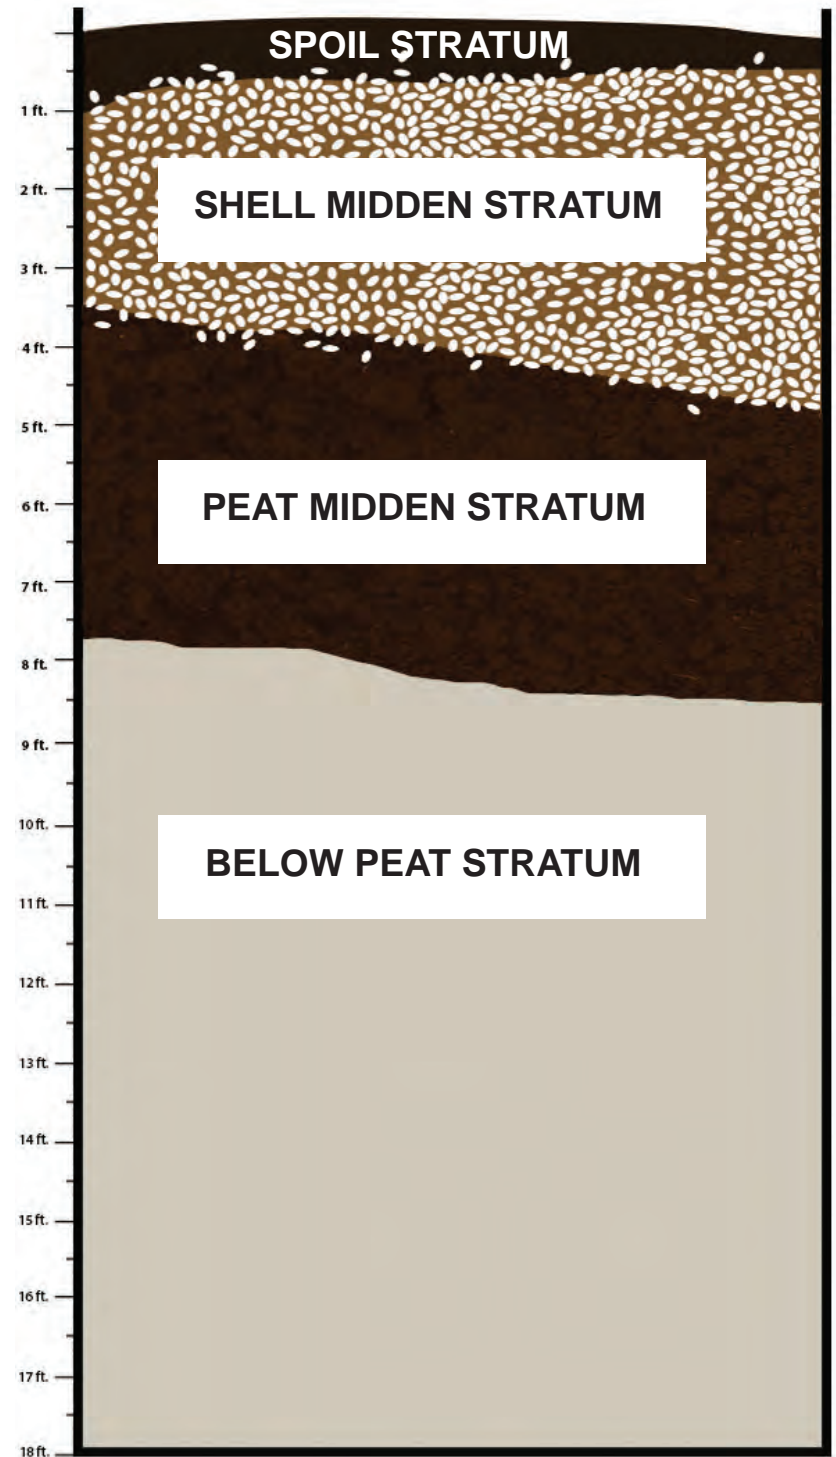 SPOIL STRATUM
1 ft.
2 ft.
SHELL MIDDEN STRATUM
3 ft.
4 ft.
5 ft.
6 ft.
PEAT MIDDEN STRATUM
7 ft.
8 ft.
9 ft.
10 ft.
BELOW PEAT STRATUM
11 ft.
12 ft.
13 ft.
14 ft.
15 ft.
16 ft.
17 ft.
18 ft.